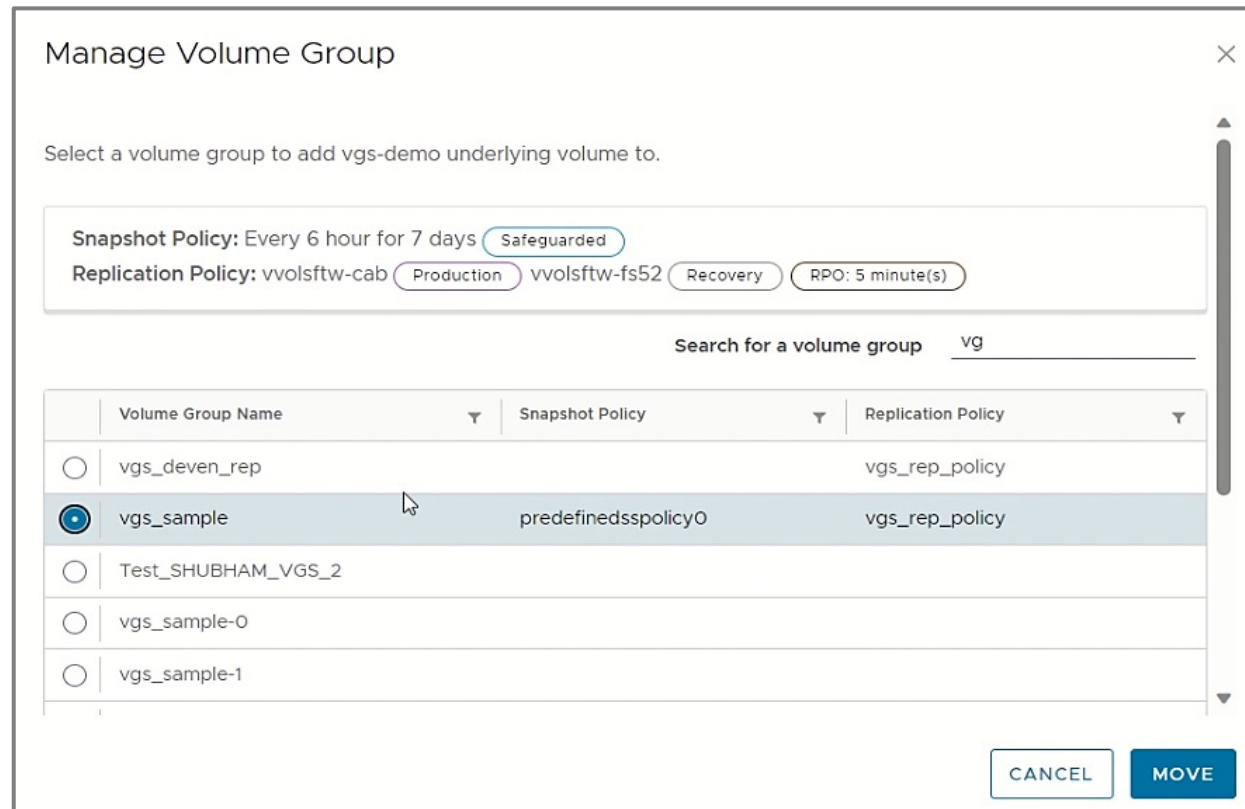 Manage Volume Group
Select a volume group to add vgs-demo underlying volume to.
Snapshot Policy: Every 6 hour for 7 days Safeguarded
Replication Policy: vvolsftw-cab Production vvolsftw-fs52 Recovery RPO: 5 minute(s)
Search for a volume group vg
Volume Group Name Snapshot Policy Replication Policy
vgs_deven_rep vgs_rep_policy
vgs_sample predefinedsspolicy0 vgs_rep_policy
Test_SHUBHAM_VGS_2
vgs_sample-0
vgs_sample-1
CANCEL MOVE